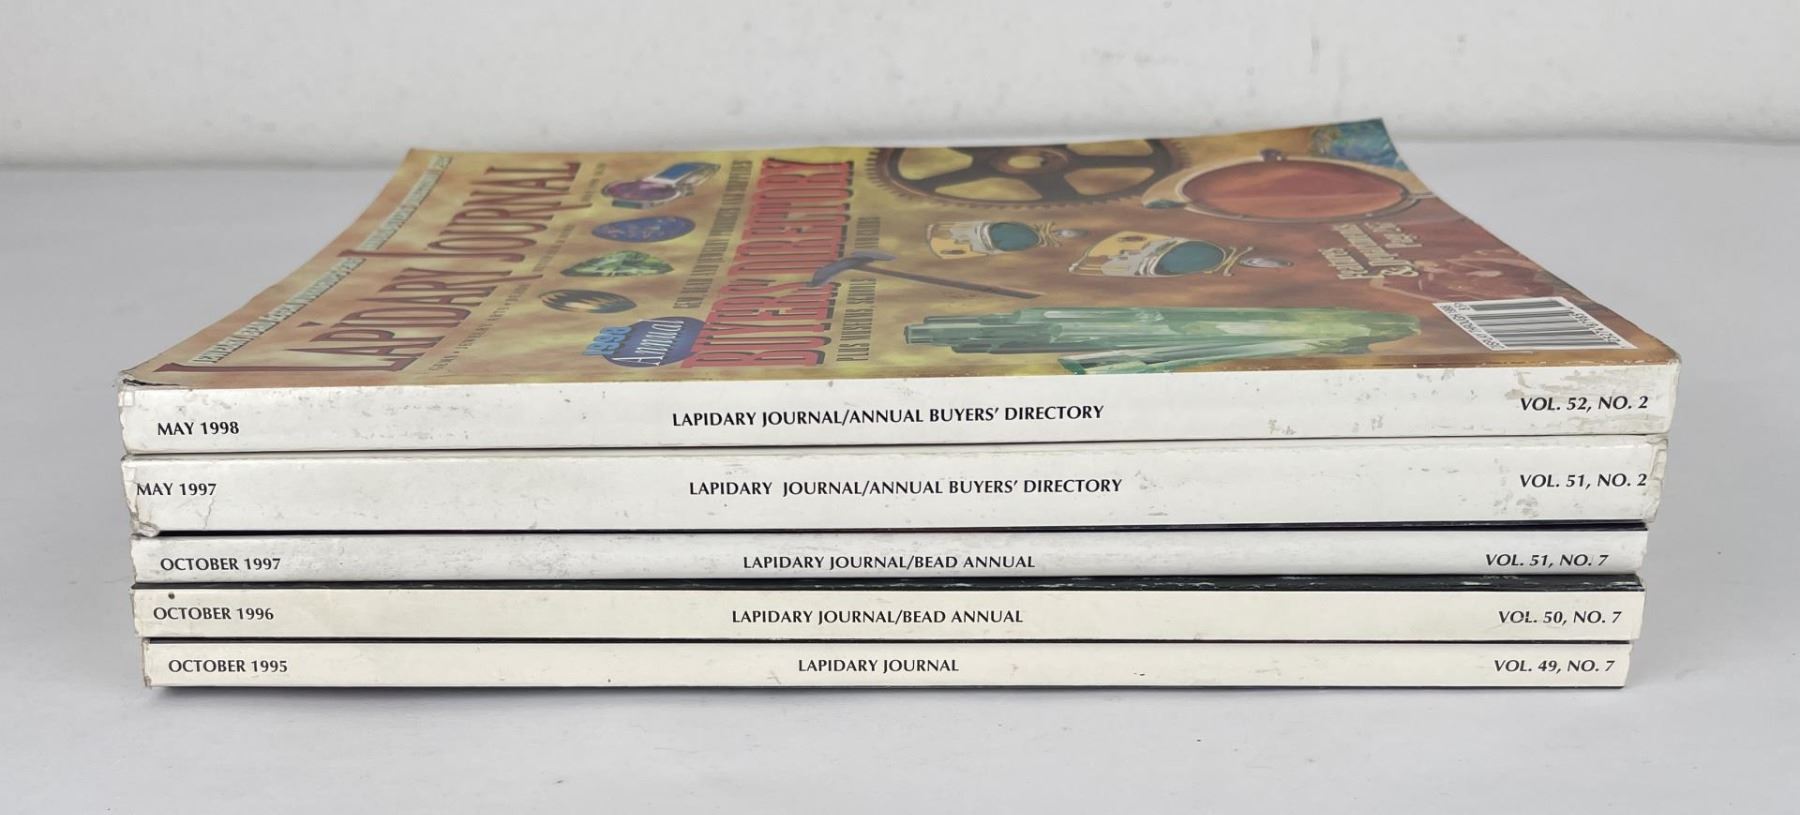 LAPIDARY JOURNAL
1998 Annual
BUYERS' DIRECTORY
MAY 1998 LAPIDARY JOURNAL/ANNUAL BUYERS' DIRECTORY VOL. 52, NO. 2
MAY 1997 LAPIDARY JOURNAL/ANNUAL BUYERS' DIRECTORY VOL. 51, NO. 2
OCTOBER 1997 LAPIDARY JOURNAL/BEAD ANNUAL VOL. 51, NO. 7
OCTOBER 1996 LAPIDARY JOURNAL/BEAD ANNUAL VOL. 50, NO. 7
OCTOBER 1995 LAPIDARY JOURNAL VOL. 49, NO. 7